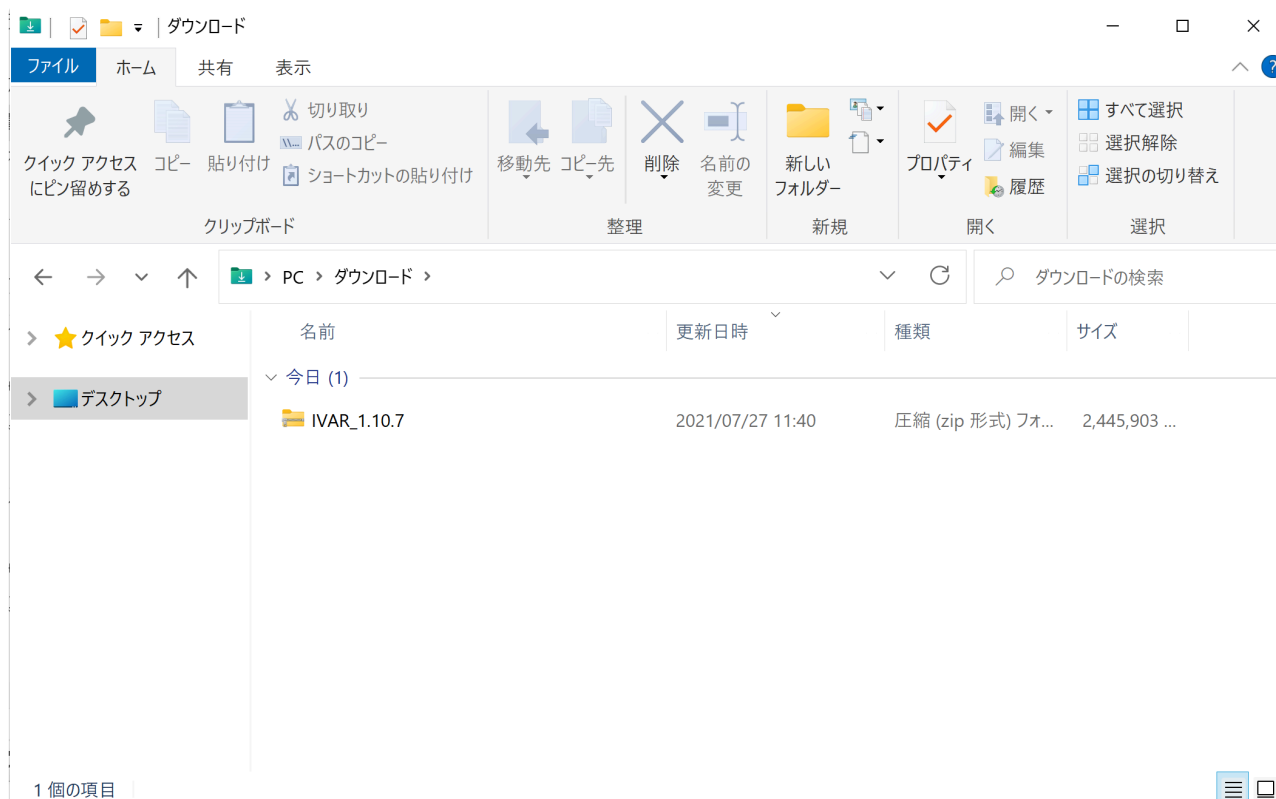 ダウンロード
ファイル ホーム 共有 表示
クイック アクセス
にピン留めする
コピー
貼り付け
切り取り
パスのコピー
ショートカットの貼り付け
クリップボード
移動先
コピー先
削除
名前の
変更
整理
新しい
フォルダー
新規
プロパティ
開く
編集
履歴
開く
すべて選択
選択解除
選択の切り替え
選択
PC ダウンロード
ダウンロードの検索
クイック アクセス
デスクトップ
名前 更新日時 種類 サイズ
今日 (1)
IVAR_1.10.7 2021/07/27 11:40 圧縮 (zip 形式) フォ... 2,445,903 ...
1 個の項目